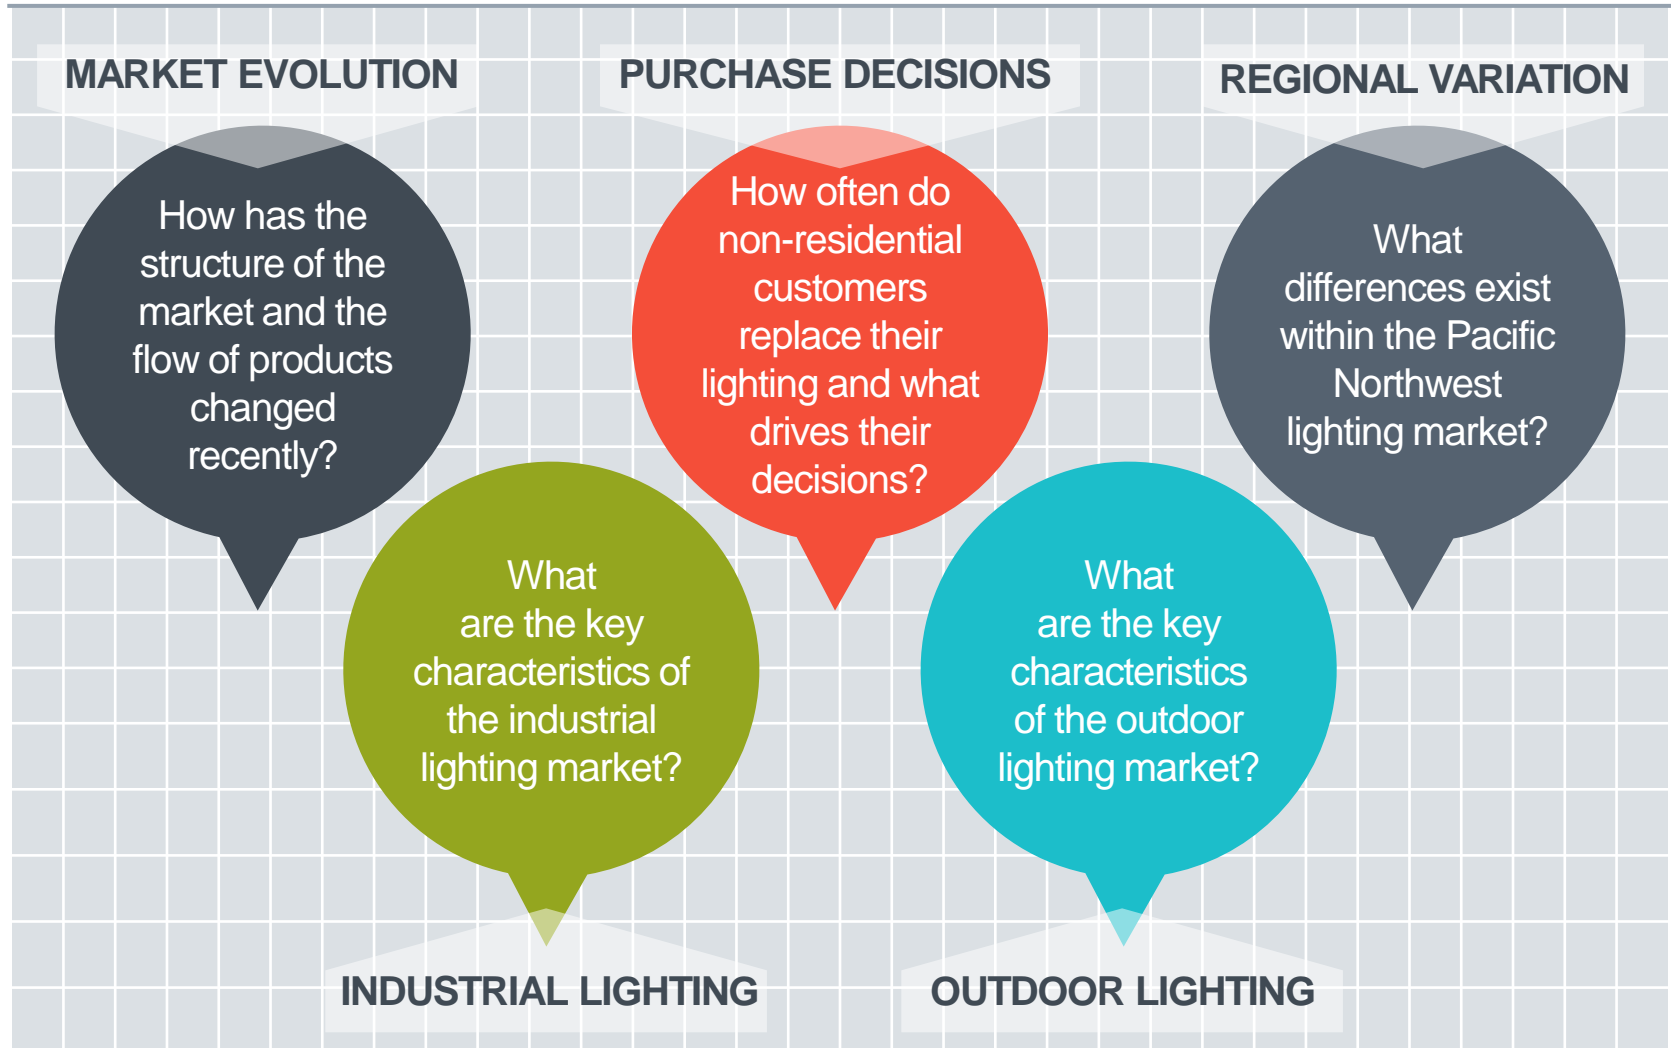 MARKET EVOLUTION
How has the
structure of the
market and the
flow of products
changed
recently?
PURCHASE DECISIONS
How often do
non-residential
customers
replace their
lighting and what
drives their
decisions?
REGIONAL VARIATION
What
differences exist
within the Pacific
Northwest
lighting market?
What
are the key
characteristics of
the industrial
lighting market?
INDUSTRIAL LIGHTING
What
are the key
characteristics
of the outdoor
lighting market?
OUTDOOR LIGHTING